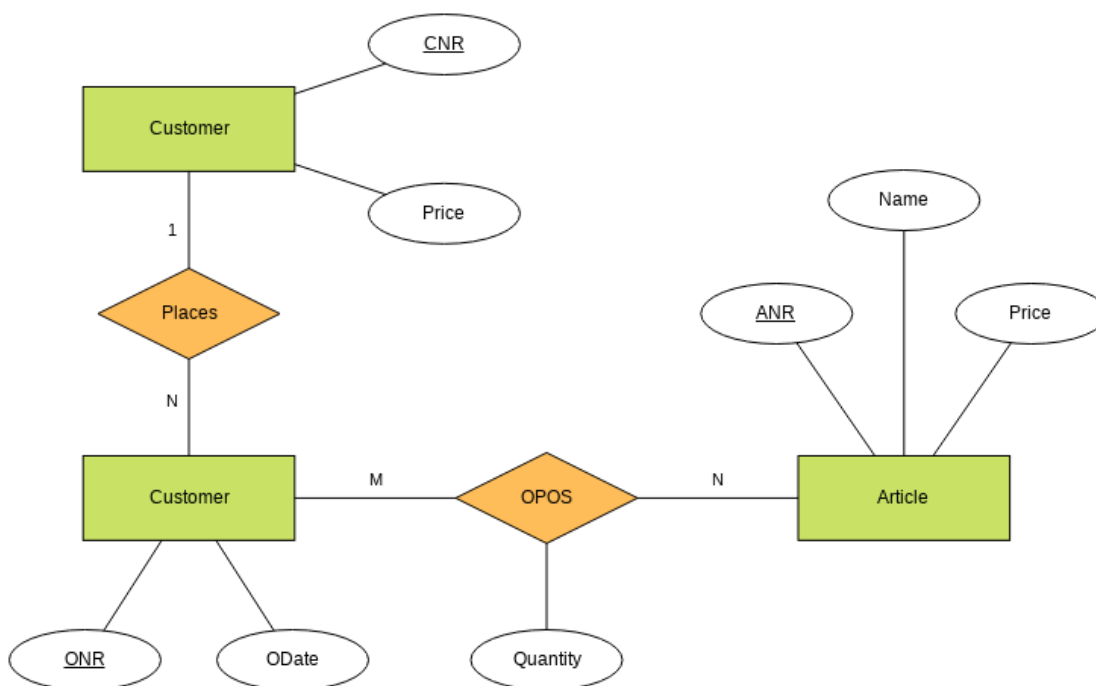 CNR
Customer
Price
Name
1
Places
ANR
Price
N
Customer
M
OPOS
N
Article
ONR
ODate
Quantity